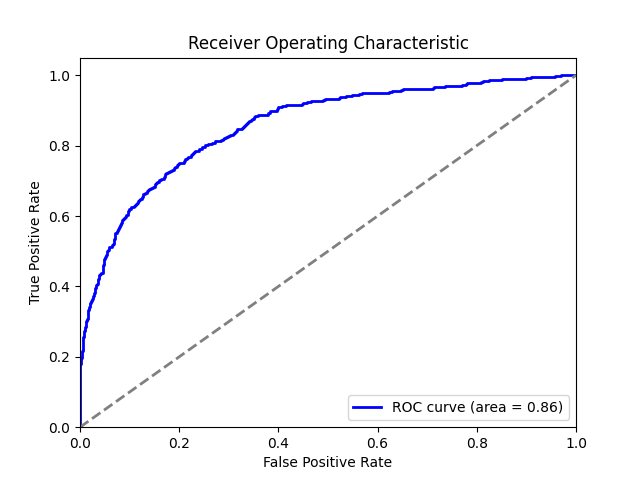 Receiver Operating Characteristic
1.0
0.8
0.6
0.4
0.2
0.0
True Positive Rate
ROC curve (area = 0.86)
0.0 0.2 0.4 0.6 0.8 1.0
False Positive Rate